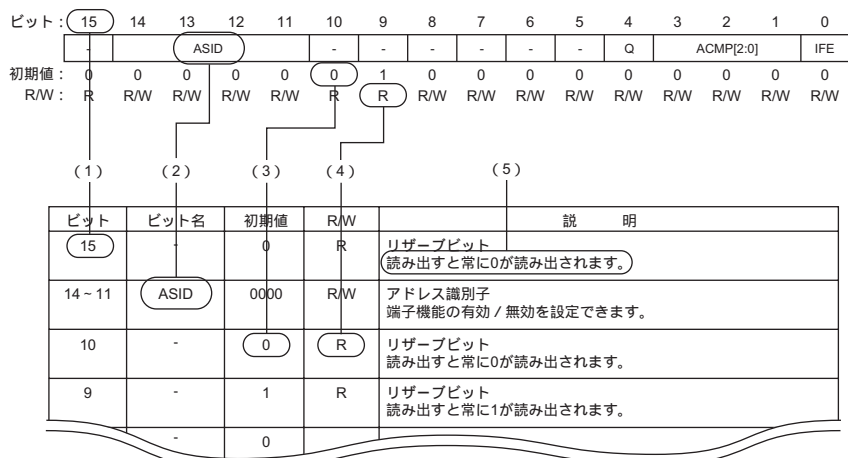 ビット： 15 14 13 12 11 10 9 8 7 6 5 4 3 2 1 0
- ASID - - - - - - Q ACMP[2:0] IFE
初期値： 0 0 0 0 0 0 1 0 0 0 0 0 0 0 0 0
R/W： R R/W R/W R/W R/W R R R/W R/W R/W R/W R/W R/W R/W R/W R/W
（1） （2） （3） （4） （5）
ビット ビット名 初期値 R/W 説 明
15 - 0 R リザーブビット
読み出すと常に0が読み出されます。
14～11 ASID 0000 R/W アドレス識別子
端子機能の有効 / 無効を設定できます。
10 - 0 R リザーブビット
読み出すと常に0が読み出されます。
9 - 1 R リザーブビット
読み出すと常に1が読み出されます。
- 0